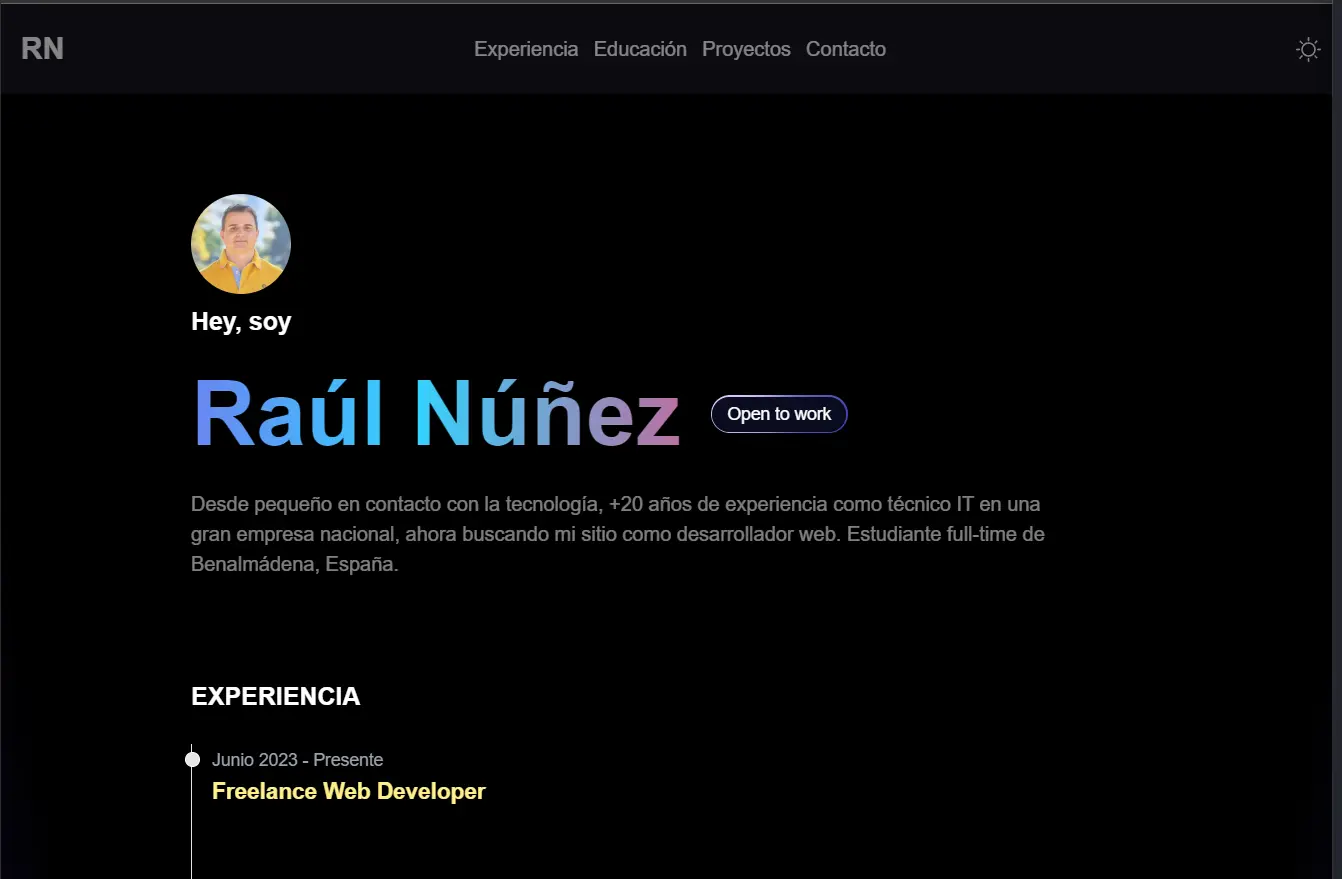 RN
Experiencia Educación Proyectos Contacto
Hey, soy
Raúl Núñez
Open to work
Desde pequeño en contacto con la tecnología, +20 años de experiencia como técnico IT en una
gran empresa nacional, ahora buscando mi sitio como desarrollador web. Estudiante full-time de
Benalmádena, España.
EXPERIENCIA
Junio 2023 - Presente
Freelance Web Developer